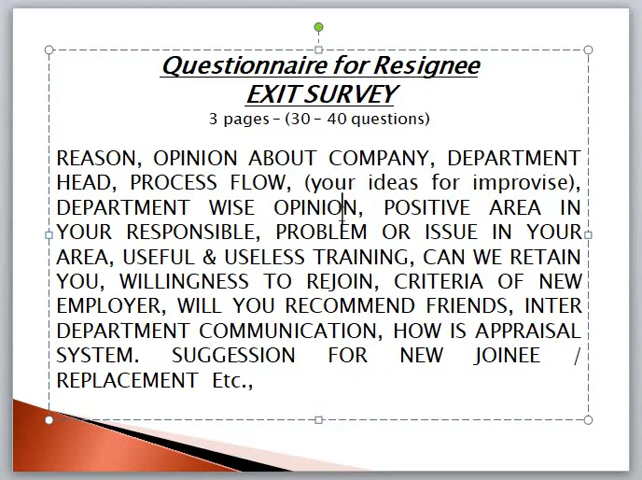 Questionnaire for Resignee
EXIT SURVEY
3 pages – (30 – 40 questions)
REASON, OPINION ABOUT COMPANY, DEPARTMENT
HEAD, PROCESS FLOW, (your ideas for improvise),
DEPARTMENT WISE OPINION, POSITIVE AREA IN
YOUR RESPONSIBLE, PROBLEM OR ISSUE IN YOUR
AREA, USEFUL & USELESS TRAINING, CAN WE RETAIN
YOU, WILLINGNESS TO REJOIN, CRITERIA OF NEW
EMPLOYER, WILL YOU RECOMMEND FRIENDS, INTER
DEPARTMENT COMMUNICATION, HOW IS APPRAISAL
SYSTEM. SUGGESSION FOR NEW JOINEE /
REPLACEMENT Etc.,